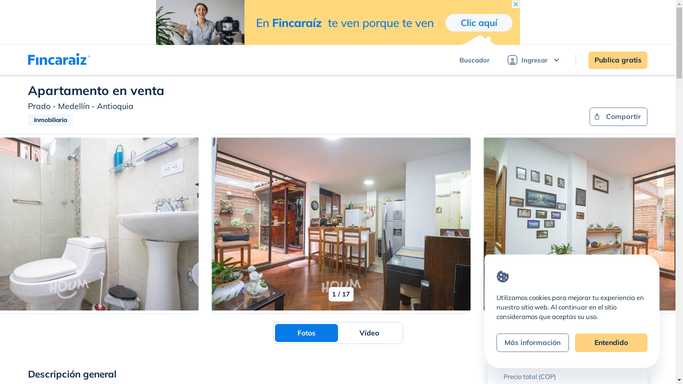 En Fincaraíz te ven porque te ven
Clic aquí
Fincaraíz
Buscador
Ingresar
Publica gratis
Apartamento en venta
Prado - Medellín - Antioquia
Inmobiliaria
Compartir
HOUM
HOUM
1 / 17
Utilizamos cookies para mejorar tu experiencia en
nuestro sitio web. Al continuar en el sitio
consideramos que aceptas su uso.
Más información
Entendido
Fotos
Video
Descripción general
Precio total (COP)